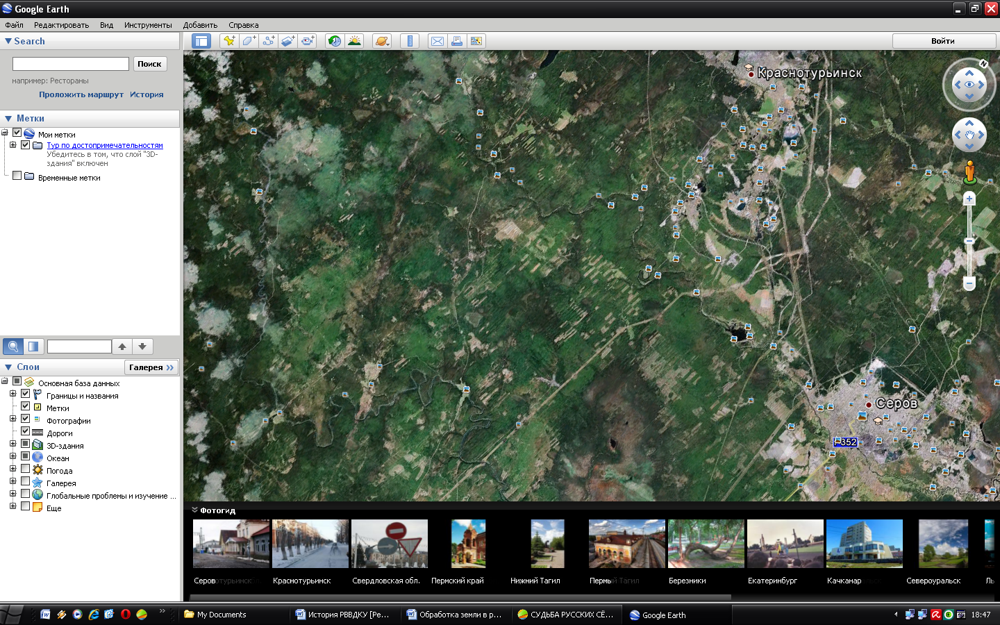 Google Earth
Файл Редактировать Вид Инструменты Добавить Справка
Search
Войти
Поиск
например: Рестораны
Проложить маршрут История
Метки
Мои метки
Тур по достопримечательностям
Убедитесь в том, что слой "3D-
здания" включен
Временные метки
Слои
Галерея »
Основная база данных
Границы и названия
Метки
Фотографии
Дороги
3D-здания
Океан
Погода
Галерея
Глобальные проблемы и изучение ...
Еще
N
Краснотурьинск
Серов
352
Фотогид
Серов Краснотурьинск Свердловская обл. Пермский край Нижний Тагил Пермь Березники Екатеринбург Качканар Североуральск
My Documents История РВВДКУ [Ре... Обработка земли в р... СУДЬБА РУССКИХ СЁ... Google Earth 18:47